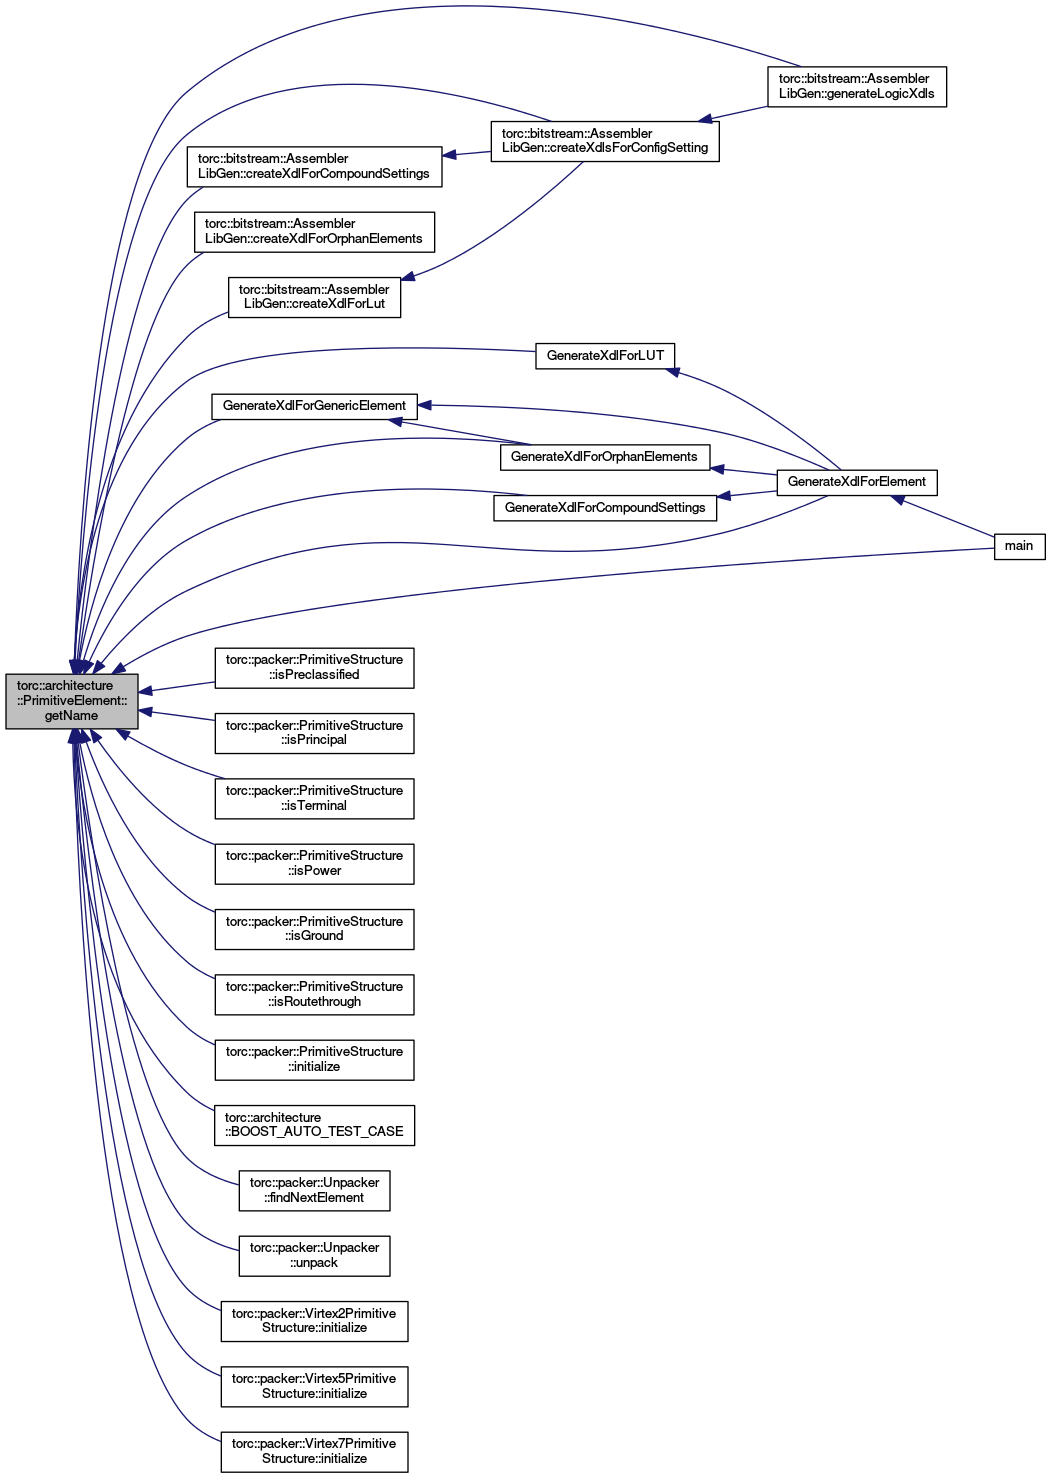 torc::bitstream::Assembler
LibGen::generateLogicXdls
torc::bitstream::Assembler
LibGen::createXdlsForConfigSetting
torc::bitstream::Assembler
LibGen::createXdlForCompoundSettings
torc::bitstream::Assembler
LibGen::createXdlForOrphanElements
torc::bitstream::Assembler
LibGen::createXdlForLut
GenerateXdlForLUT
GenerateXdlForGenericElement
GenerateXdlForOrphanElements
GenerateXdlForElement
GenerateXdlForCompoundSettings
main
torc::architecture
::PrimitiveElement::
getName
torc::packer::PrimitiveStructure
::isPreclassified
torc::packer::PrimitiveStructure
::isPrincipal
torc::packer::PrimitiveStructure
::isTerminal
torc::packer::PrimitiveStructure
::isPower
torc::packer::PrimitiveStructure
::isGround
torc::packer::PrimitiveStructure
::isRoutethrough
torc::packer::PrimitiveStructure
::initialize
torc::architecture
::BOOST_AUTO_TEST_CASE
torc::packer::Unpacker
::findNextElement
torc::packer::Unpacker
::unpack
torc::packer::Virtex2Primitive
Structure::initialize
torc::packer::Virtex5Primitive
Structure::initialize
torc::packer::Virtex7Primitive
Structure::initialize